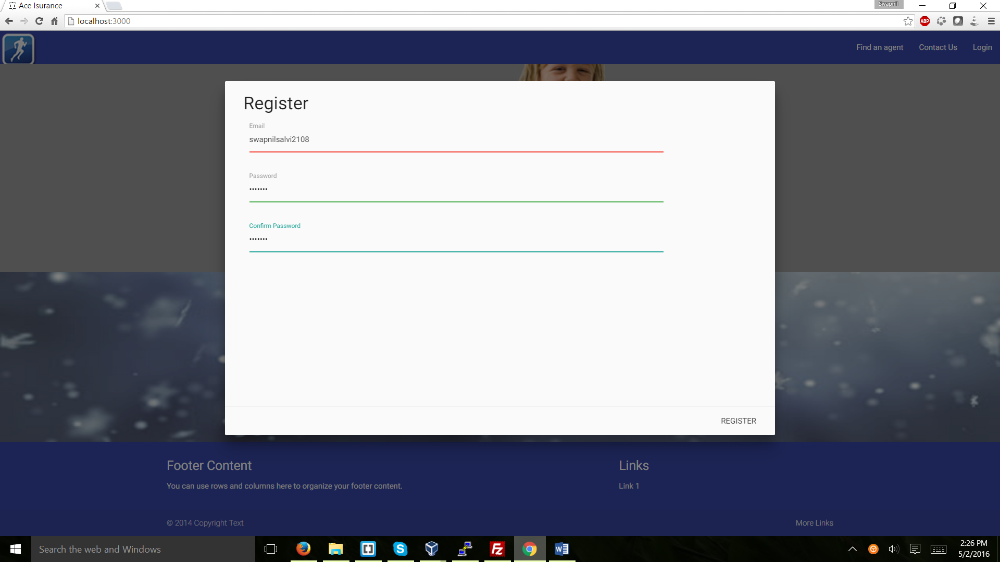 Ace Isurance
Swapnil
localhost:3000
ABP
Find an agent
Contact Us
Login
Register
Email
swapnilsalvi2108
Password
•••••••
Confirm Password
•••••••
REGISTER
Footer Content
Links
You can use rows and columns here to organize your footer content.
Link 1
© 2014 Copyright Text
More Links
Search the web and Windows
2:26 PM
5/2/2016